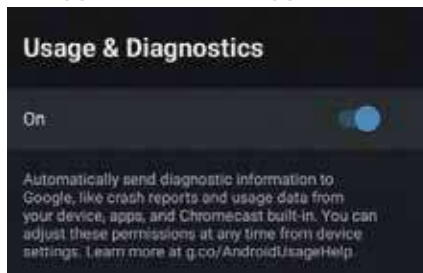 Usage & Diagnostics
On
Automatically send diagnostic information to
Google, like crash reports and usage data from
your device, apps, and Chromecast built-in. You can
adjust these permissions at any time from device
settings. Learn more at g.co/AndroidUsageHelp.